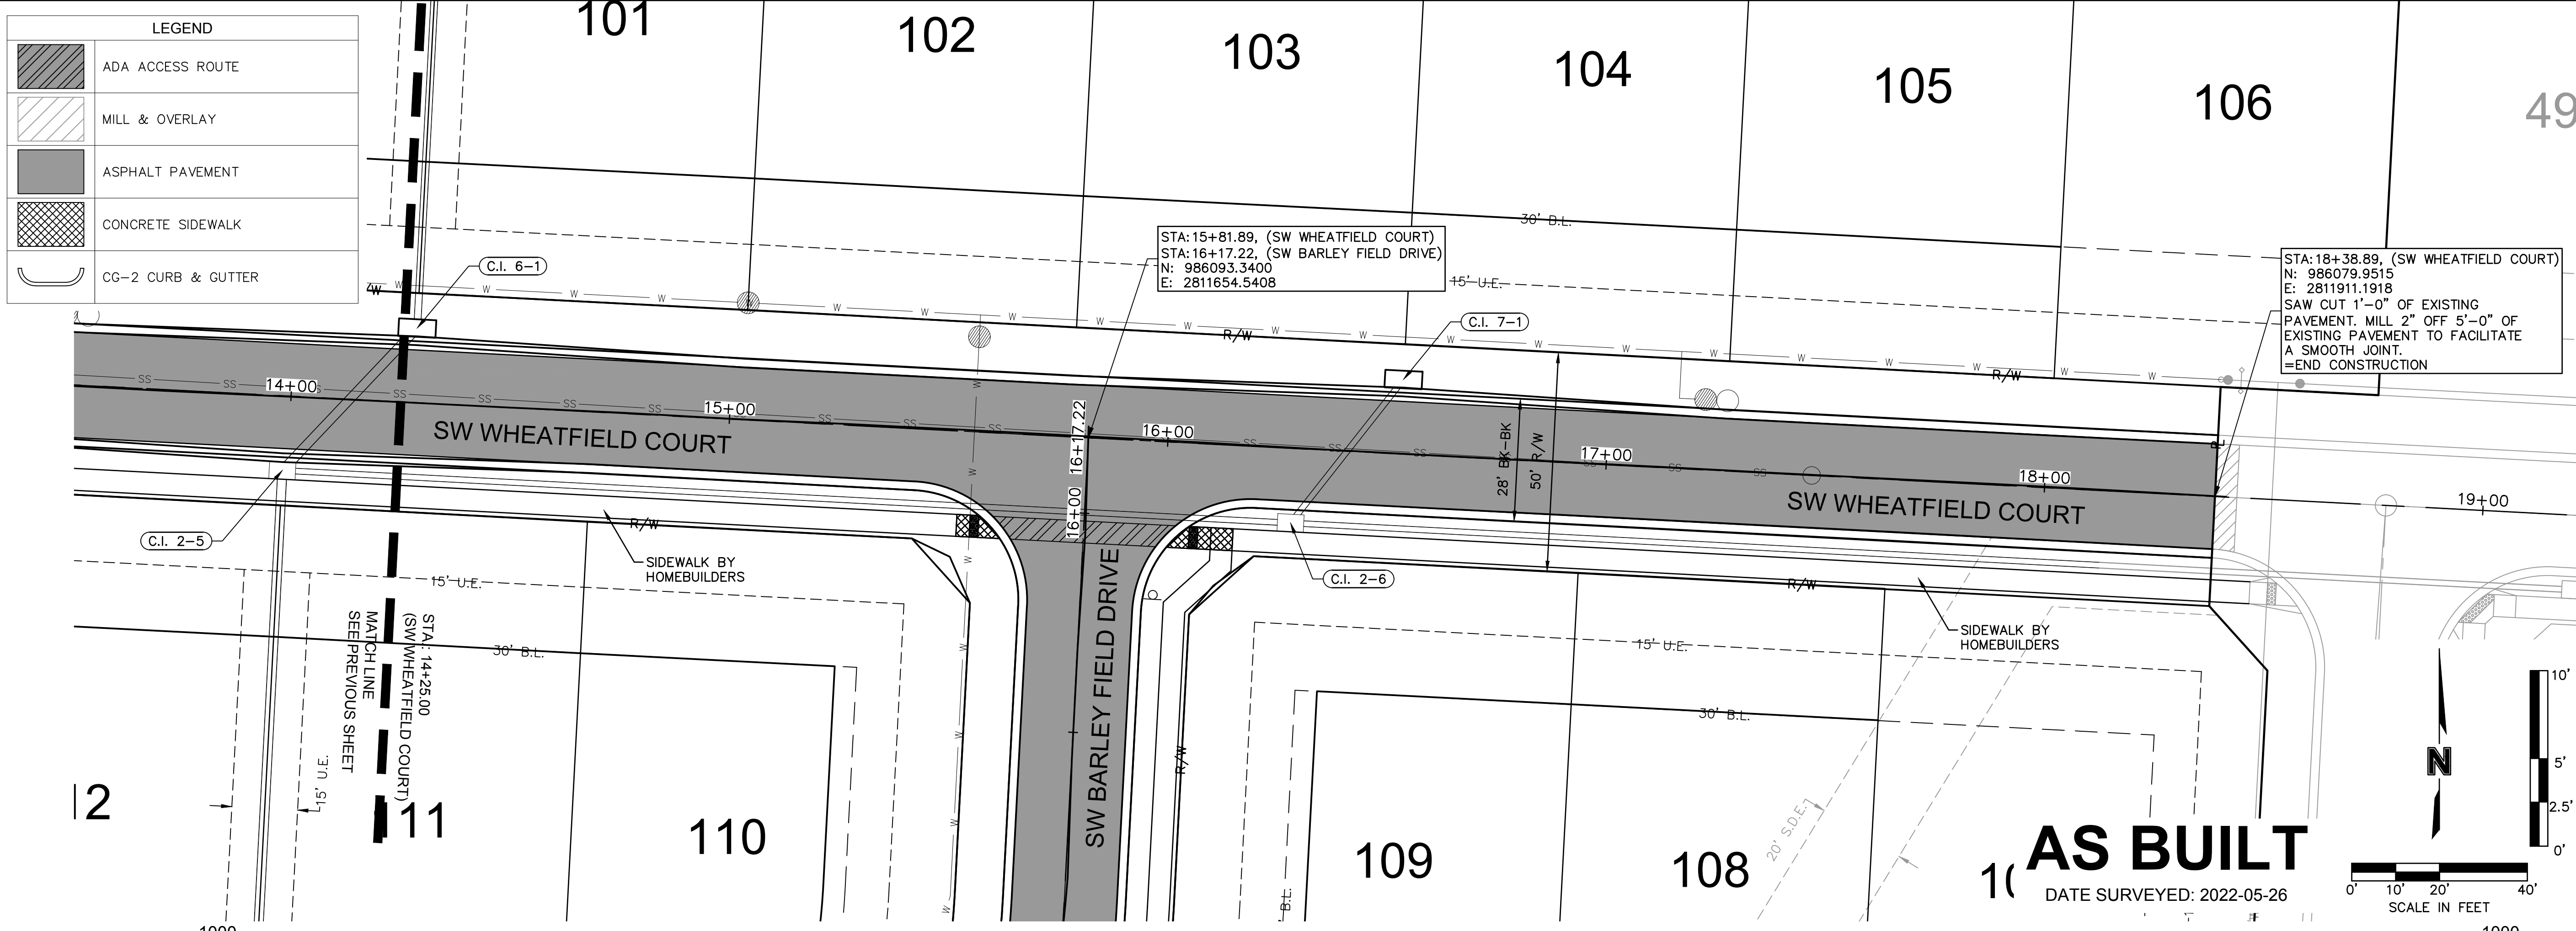 LEGEND
ADA ACCESS ROUTE
MILL & OVERLAY
ASPHALT PAVEMENT
CONCRETE SIDEWALK
CG-2 CURB & GUTTER
101
102
103
104
105
106
49
30' B.L.
15' U.E.
C.I. 6-1
STA:15+81.89, (SW WHEATFIELD COURT)
STA:16+17.22, (SW BARLEY FIELD DRIVE)
N: 986093.3400
E: 2811654.5408
STA:18+38.89, (SW WHEATFIELD COURT)
N: 986079.9515
E: 2811911.1918
SAW CUT 1'-0" OF EXISTING
PAVEMENT. MILL 2" OFF 5'-0" OF
EXISTING PAVEMENT TO FACILITATE
A SMOOTH JOINT.
=END CONSTRUCTION
C.I. 7-1
R/W
R/W
14+00
15+00
16+00
17+00
18+00
19+00
SW WHEATFIELD COURT
SW WHEATFIELD COURT
16+00
16+17.22
28' BK-BK
50' R/W
C.I. 2-5
R/W
SIDEWALK BY
HOMEBUILDERS
C.I. 2-6
R/W
SIDEWALK BY
HOMEBUILDERS
15' U.E.
30' B.L.
15' U.E.
30' B.L.
STA: 14+25.00
(SW WHEATFIELD COURT)
MATCH LINE
SEE PREVIOUS SHEET
15' U.E.
SW BARLEY FIELD DRIVE
R/W
B.L.
20' S.D.E.
12
11
110
109
108
AS BUILT
DATE SURVEYED: 2022-05-26
N
10'
5'
2.5'
0'
0' 10' 20' 40'
SCALE IN FEET